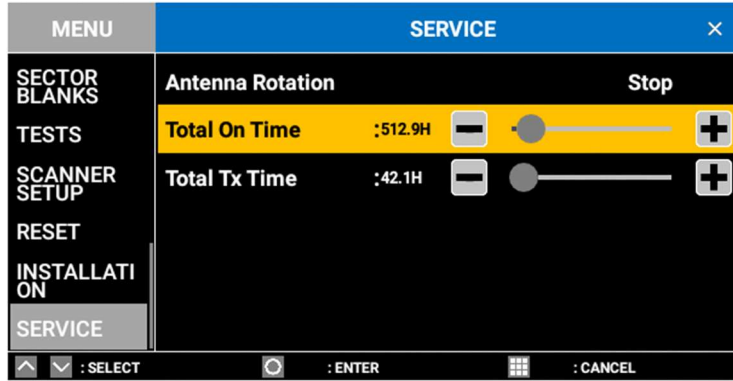 MENU
SERVICE
×
SECTOR
BLANKS
TESTS
SCANNER
SETUP
RESET
INSTALLATI
ON
SERVICE
Antenna Rotation Stop
Total On Time :512.9H
Total Tx Time :42.1H
: SELECT : ENTER : CANCEL